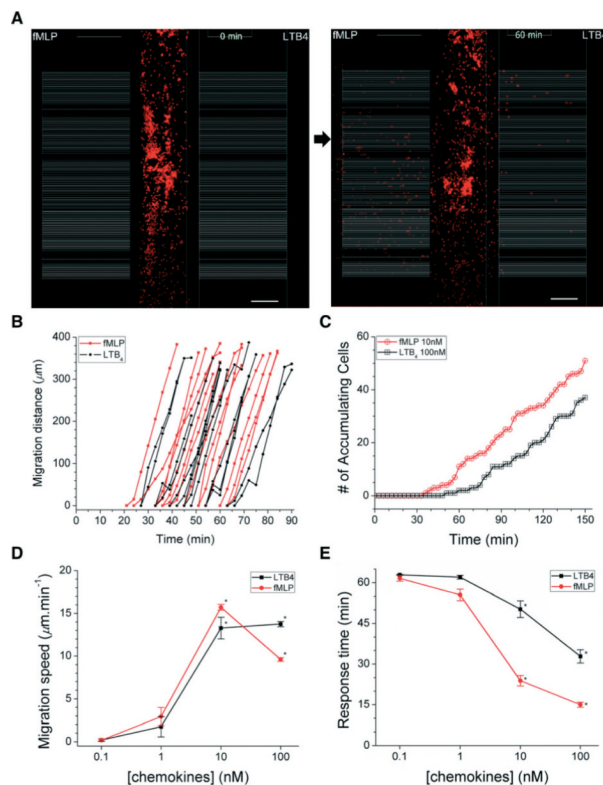 A
fMLP
0 min
LTB4
fMLP
60 min
LTB4
B
fMLP
LTB₄
400
300
200
100
0
Migration distance (μm)
0 10 20 30 40 50 60 70 80 90
Time (min)
C
fMLP 10nM
LTB₄ 100nM
60
40
20
0
# of Accumulating Cells
0 30 60 90 120 150
Time (min)
D
LTB4
fMLP
20
15
10
5
0
Migration speed (μm.min⁻¹)
* * * *
0.1 1 10 100
[chemokines] (nM)
E
LTB4
fMLP
60
45
30
15
0
Response time (min)
* * * *
0.1 1 10 100
[chemokines] (nM)